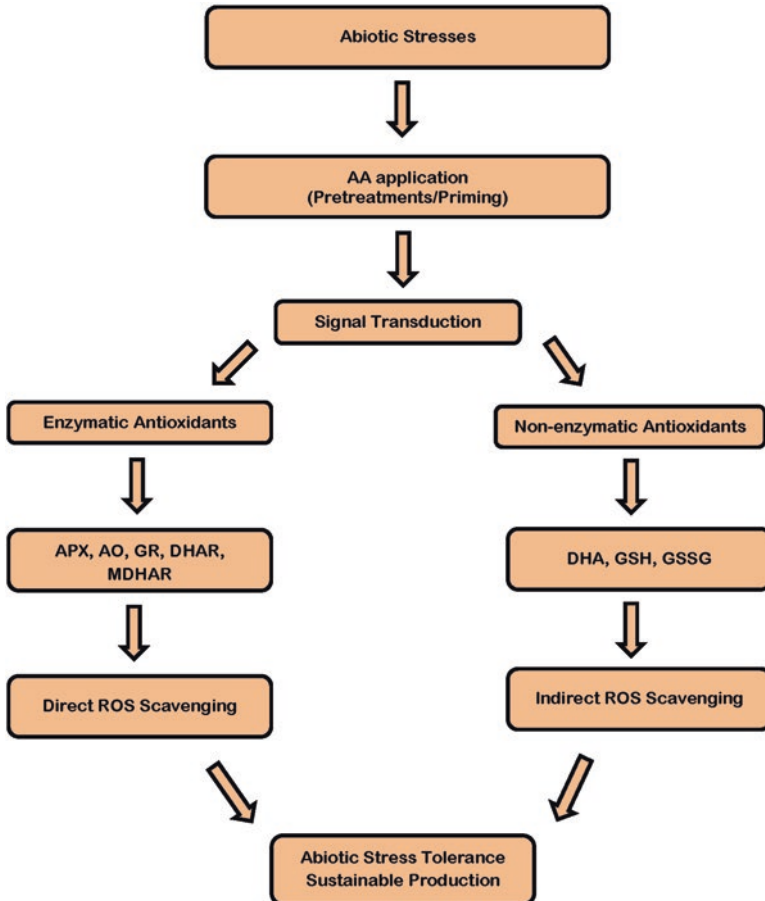 Abiotic Stresses
AA application
(Pretreatments/Priming)
Signal Transduction
Enzymatic Antioxidants
Non-enzymatic Antioxidants
APX, AO, GR, DHAR,
MDHAR
DHA, GSH, GSSG
Direct ROS Scavenging
Indirect ROS Scavenging
Abiotic Stress Tolerance
Sustainable Production